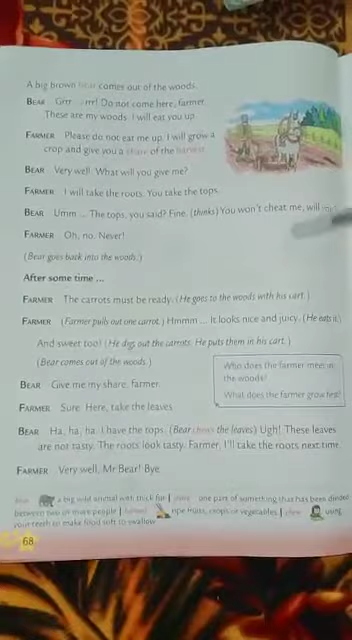 A big brown bear comes out of the woods.
BEAR Grrr ... rrr! Do not come here, farmer.
These are my woods. I will eat you up.
FARMER Please do not eat me up. I will grow a
crop and give you a share of the harvest.
BEAR Very well. What will you give me?
FARMER I will take the roots. You take the tops.
BEAR Umm ... The tops, you said? Fine. (thinks) You won't cheat me, will you?
FARMER Oh, no. Never!
(Bear goes back into the woods.)
After some time ...
FARMER The carrots must be ready. (He goes to the woods with his cart.)
FARMER (Farmer pulls out one carrot.) Hmmm ... It looks nice and juicy. (He eats it.)
And sweet too! (He digs out the carrots. He puts them in his cart.)
(Bear comes out of the woods.)
Who does the farmer meet in
the woods?
What does the farmer grow first?
BEAR Give me my share, farmer.
FARMER Sure. Here, take the leaves.
BEAR Ha, ha, ha. I have the tops. (Bear chews the leaves) Ugh! These leaves
are not tasty. The roots look tasty. Farmer, I'll take the roots next time.
FARMER Very well, Mr Bear! Bye.
bear a big wild animal with thick fur | share one part of something that has been divided
between two or more people | harvest ripe fruits, crops or vegetables | chew using
your teeth to make food soft to swallow
68